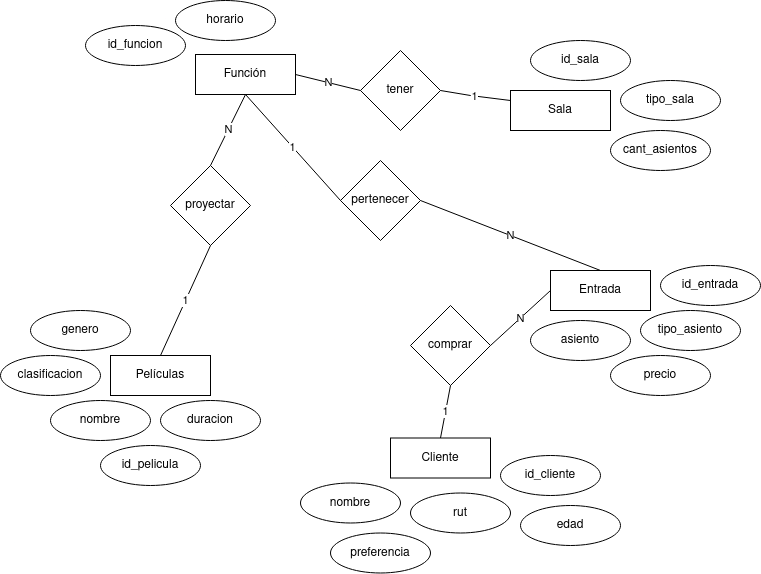 horario
id_funcion
Función
N
tener
1
id_sala
tipo_sala
Sala
cant_asientos
N
1
proyectar
pertenecer
N
1
id_entrada
Entrada
tipo_asiento
asiento
precio
N
comprar
1
genero
clasificacion
Películas
nombre
duracion
id_pelicula
Cliente
id_cliente
nombre
rut
edad
preferencia